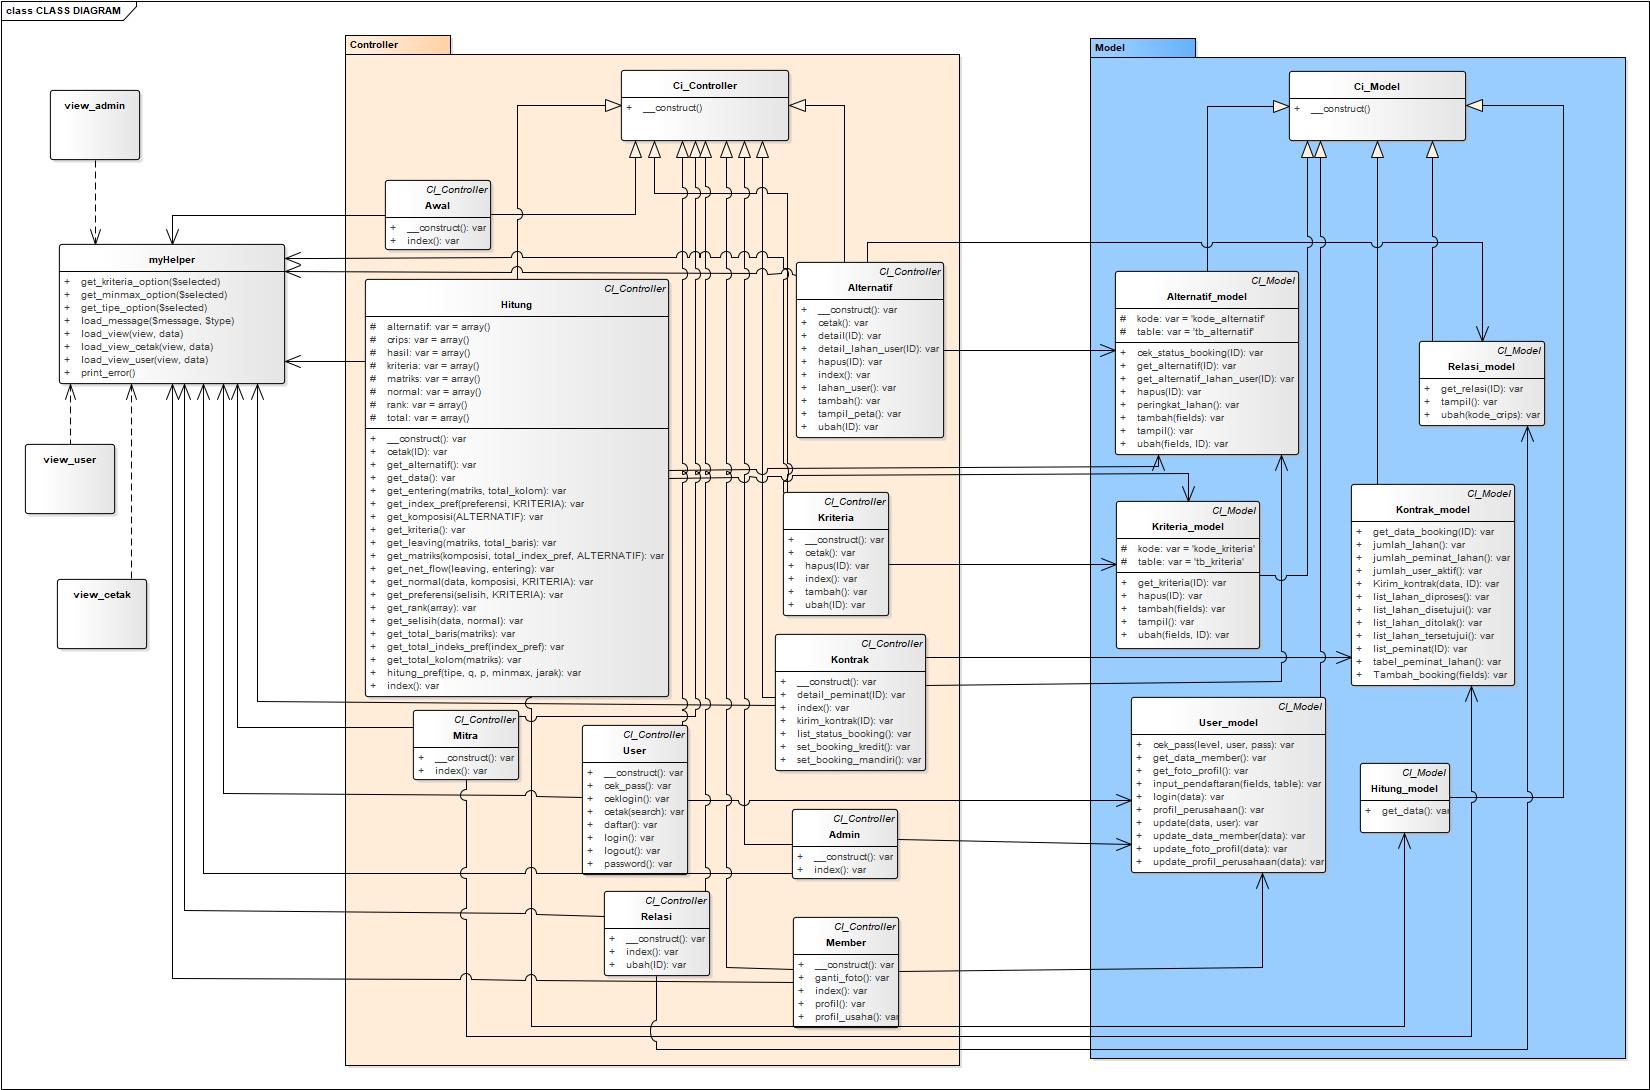 class CLASS DIAGRAM
view_admin
myHelper
+ get_kriteria_option($selected)
+ get_minmax_option($selected)
+ get_tipe_option($selected)
+ load_message($message, $type)
+ load_view(view, data)
+ load_view_cetak(view, data)
+ load_view_user(view, data)
+ print_error()
view_user
view_cetak
Controller
Ci_Controller
+ __construct()
CI_Controller
Awal
+ __construct(): var
+ index(): var
CI_Controller
Hitung
# alternatif: var = array()
# crips: var = array()
# hasil: var = array()
# kriteria: var = array()
# matriks: var = array()
# normal: var = array()
# rank: var = array()
# total: var = array()
+ __construct(): var
+ cetak(ID): var
+ get_alternatif(): var
+ get_data(): var
+ get_entering(matriks, total_kolom): var
+ get_index_pref(preferensi, KRITERIA): var
+ get_komposisi(ALTERNATIF): var
+ get_kriteria(): var
+ get_leaving(matriks, total_baris): var
+ get_matriks(komposisi, total_index_pref, ALTERNATIF): var
+ get_net_flow(leaving, entering): var
+ get_normal(data, komposisi, KRITERIA): var
+ get_preferensi(selisih, KRITERIA): var
+ get_rank(array): var
+ get_selisih(data, normal): var
+ get_total_baris(matriks): var
+ get_total_indeks_pref(index_pref): var
+ get_total_kolom(matriks): var
+ hitung_pref(tipe, q, p, minmax, jarak): var
+ index(): var
CI_Controller
Alternatif
+ __construct(): var
+ cetak(): var
+ detail(ID): var
+ detail_lahan_user(ID): var
+ hapus(ID): var
+ index(): var
+ lahan_user(): var
+ tambah(): var
+ tampil_peta(): var
+ ubah(ID): var
CI_Controller
Kriteria
+ __construct(): var
+ cetak(): var
+ hapus(ID): var
+ index(): var
+ tambah(): var
+ ubah(ID): var
CI_Controller
Kontrak
+ __construct(): var
+ detail_peminat(ID): var
+ index(): var
+ kirim_kontrak(ID): var
+ list_status_booking(): var
+ set_booking_kredit(): var
+ set_booking_mandiri(): var
CI_Controller
Mitra
+ __construct(): var
+ index(): var
CI_Controller
User
+ __construct(): var
+ cek_pass(): var
+ ceklogin(): var
+ cetak(search): var
+ daftar(): var
+ login(): var
+ logout(): var
+ password(): var
CI_Controller
Admin
+ __construct(): var
+ index(): var
CI_Controller
Relasi
+ __construct(): var
+ index(): var
+ ubah(ID): var
CI_Controller
Member
+ __construct(): var
+ ganti_foto(): var
+ index(): var
+ profil(): var
+ profil_usaha(): var
Model
Ci_Model
+ __construct()
CI_Model
Alternatif_model
# kode: var = 'kode_alternatif'
# table: var = 'tb_alternatif'
+ cek_status_booking(ID): var
+ get_alternatif(ID): var
+ get_alternatif_lahan_user(ID): var
+ hapus(ID): var
+ peringkat_lahan(): var
+ tambah(fields): var
+ tampil(): var
+ ubah(fields, ID): var
CI_Model
Relasi_model
+ get_relasi(ID): var
+ tampil(): var
+ ubah(kode_crips): var
CI_Model
Kriteria_model
# kode: var = 'kode_kriteria'
# table: var = 'tb_kriteria'
+ get_kriteria(ID): var
+ hapus(ID): var
+ tambah(fields): var
+ tampil(): var
+ ubah(fields, ID): var
CI_Model
Kontrak_model
+ get_data_booking(ID): var
+ jumlah_lahan(): var
+ jumlah_peminat_lahan(): var
+ jumlah_user_aktif(): var
+ Kirim_kontrak(data, ID): var
+ list_lahan_diproses(): var
+ list_lahan_disetujui(): var
+ list_lahan_ditolak(): var
+ list_lahan_tersetujui(): var
+ list_peminat(ID): var
+ tabel_peminat_lahan(): var
+ Tambah_booking(fields): var
CI_Model
User_model
+ cek_pass(level, user, pass): var
+ get_data_member(): var
+ get_foto_profil(): var
+ input_pendaftaran(fields, table): var
+ login(data): var
+ profil_perusahaan(): var
+ update(data, user): var
+ update_data_member(data): var
+ update_foto_profil(data): var
+ update_profil_perusahaan(data): var
CI_Model
Hitung_model
+ get_data(): var